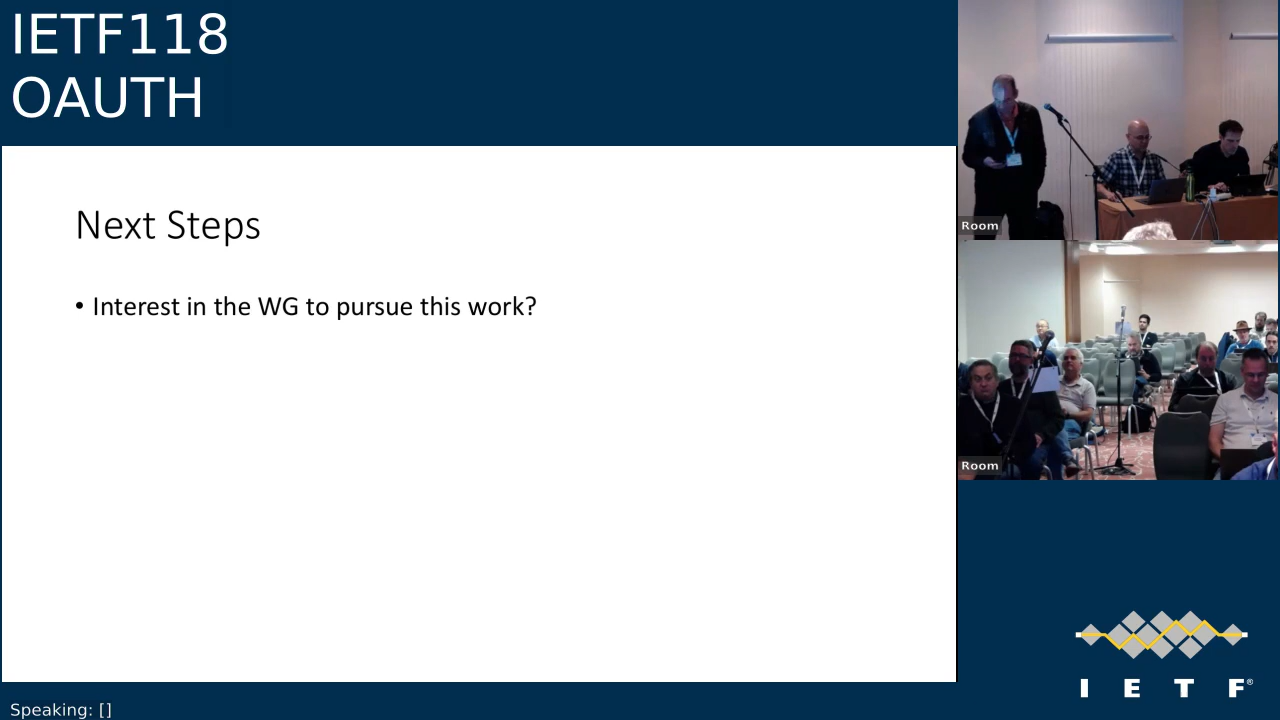 IETF118
OAUTH
Next Steps
• Interest in the WG to pursue this work?
Room
Room
I E T F®
Speaking: []